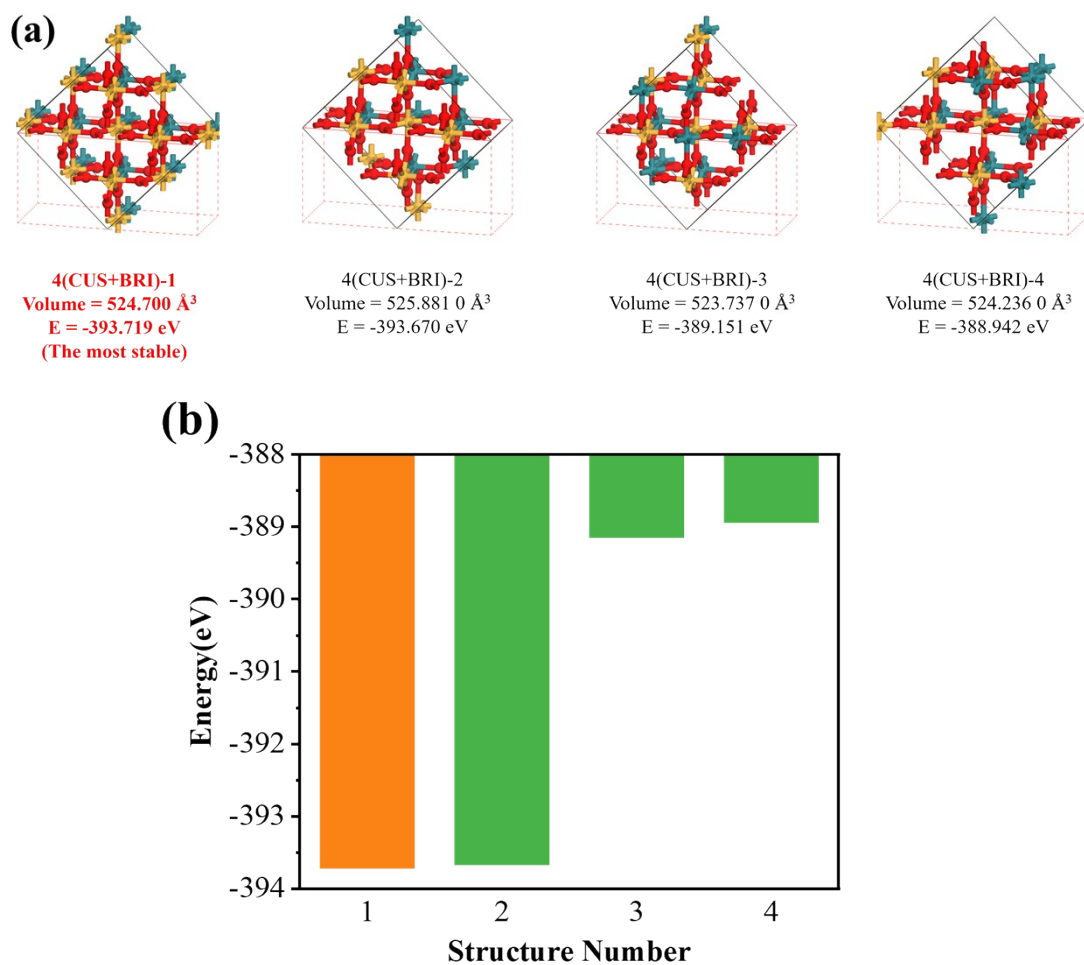 (a)
4(CUS+BRI)-1
Volume = 524.700 Å³
E = -393.719 eV
(The most stable)
4(CUS+BRI)-2
Volume = 525.881 0 Å³
E = -393.670 eV
4(CUS+BRI)-3
Volume = 523.737 0 Å³
E = -389.151 eV
4(CUS+BRI)-4
Volume = 524.236 0 Å³
E = -388.942 eV
(b)
Energy(eV)
-388
-389
-390
-391
-392
-393
-394
1 2 3 4
Structure Number